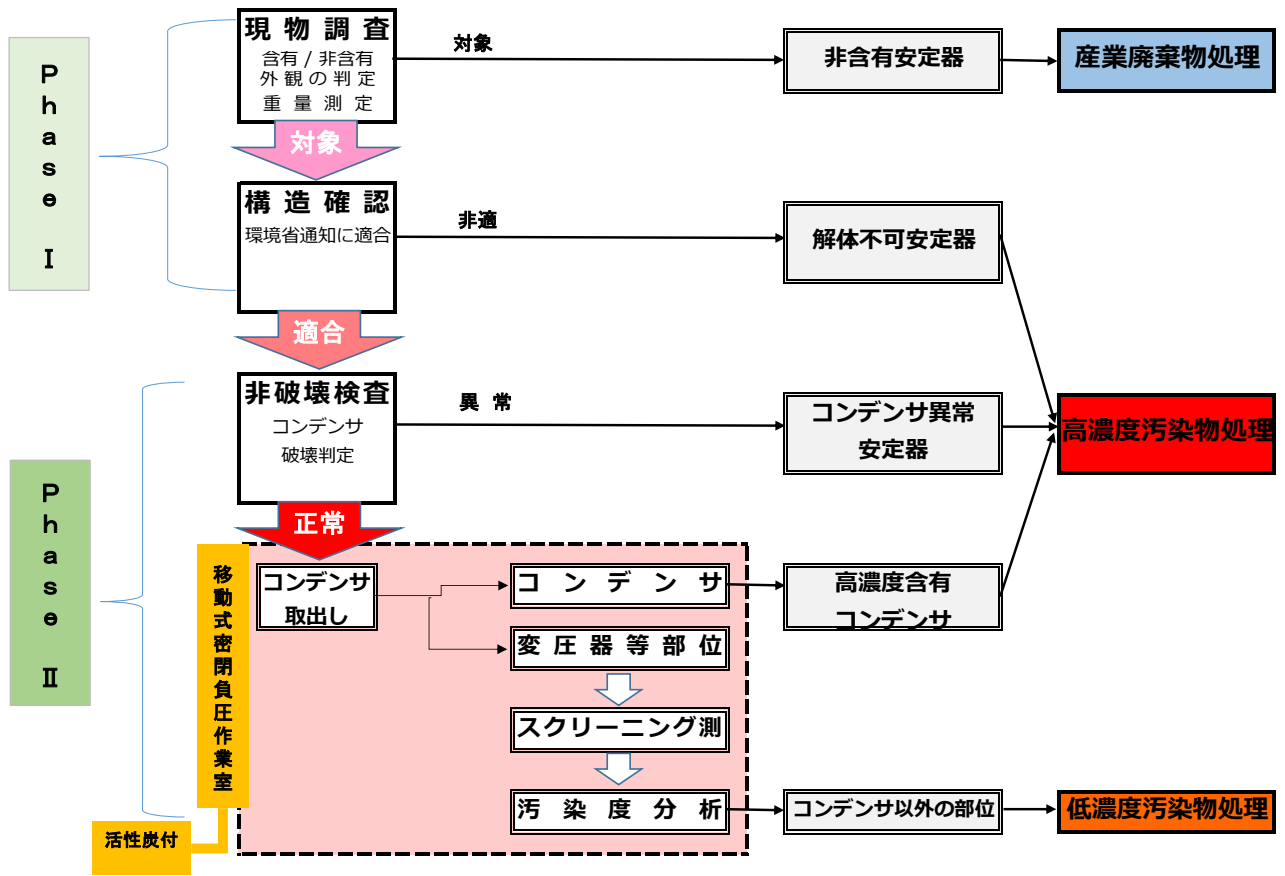 Phase Ⅰ
現物調査
含有 / 非含有
外観の判定
重量測定
対象
非含有安定器
産業廃棄物処理
対象
構造確認
環境省通知に適合
非適
解体不可安定器
適合
Phase Ⅱ
非破壊検査
コンデンサ
破壊判定
異常
コンデンサ異常
安定器
高濃度汚染物処理
正常
移動式密閉負圧作業室
活性炭付
コンデンサ
取出し
コンデンサ
高濃度含有
コンデンサ
変圧器等部位
スクリーニング測
汚染度分析
コンデンサ以外の部位
低濃度汚染物処理